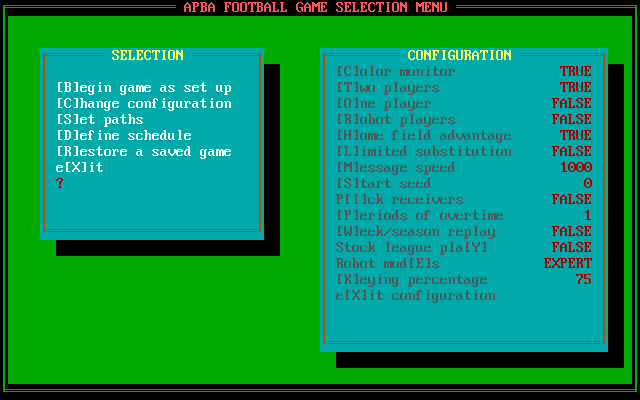 APBA FOOTBALL GAME SELECTION MENU
SELECTION
[B]egin game as set up
[C]hange configuration
[S]et paths
[D]efine schedule
[R]estore a saved game
e[X]it
?
CONFIGURATION
[C]olor monitor TRUE
[T]wo players TRUE
[O]ne player FALSE
[R]obot players FALSE
[H]ome field advantage TRUE
[L]imited substitution FALSE
[M]essage speed 1000
[S]tart seed 0
P[I]ck receivers FALSE
[P]eriods of overtime 1
[W]eek/season replay FALSE
Stock league pla[Y] FALSE
Robot mod[E]s EXPERT
[K]eying percentage 75
e[X]it configuration